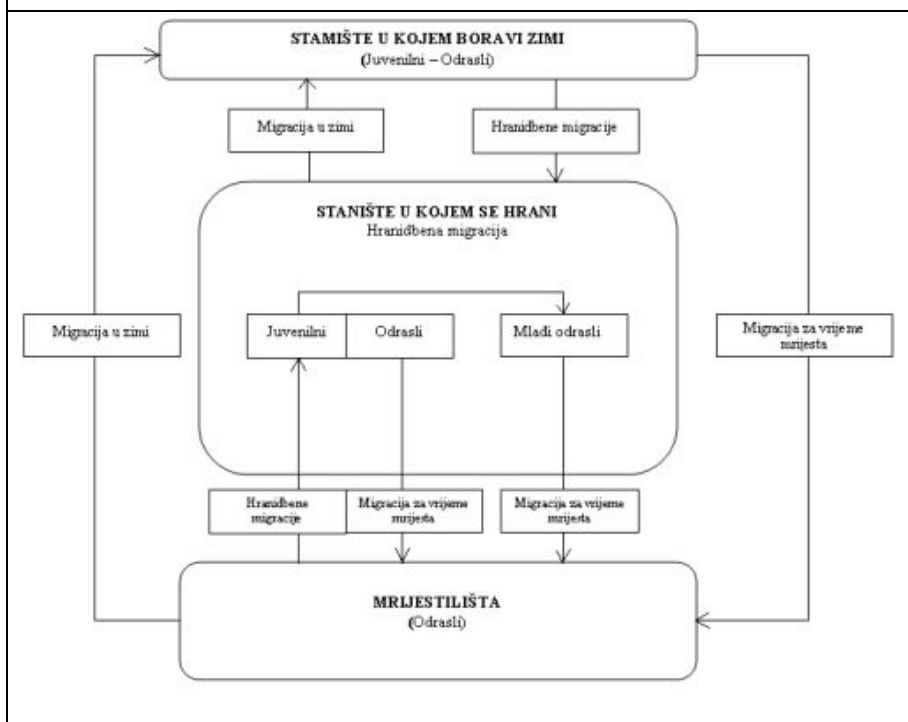 STAMIŠTE U KOJEM BORAVI ZIMI
(Juvenilni – Odrasli)
Migracija u zimi
Hranidbene migracije
STANIŠTE U KOJEM SE HRANI
Hranidbena migracija
Migracija u zimi
Juvenilni
Odrasli
Mladi odrasli
Migracija za vrijeme
mrijesta
Hranidbene
migracije
Migracija za vrijeme
mrijesta
Migracija za vrijeme
mrijesta
MRIJESTILIŠTA
(Odrasli)